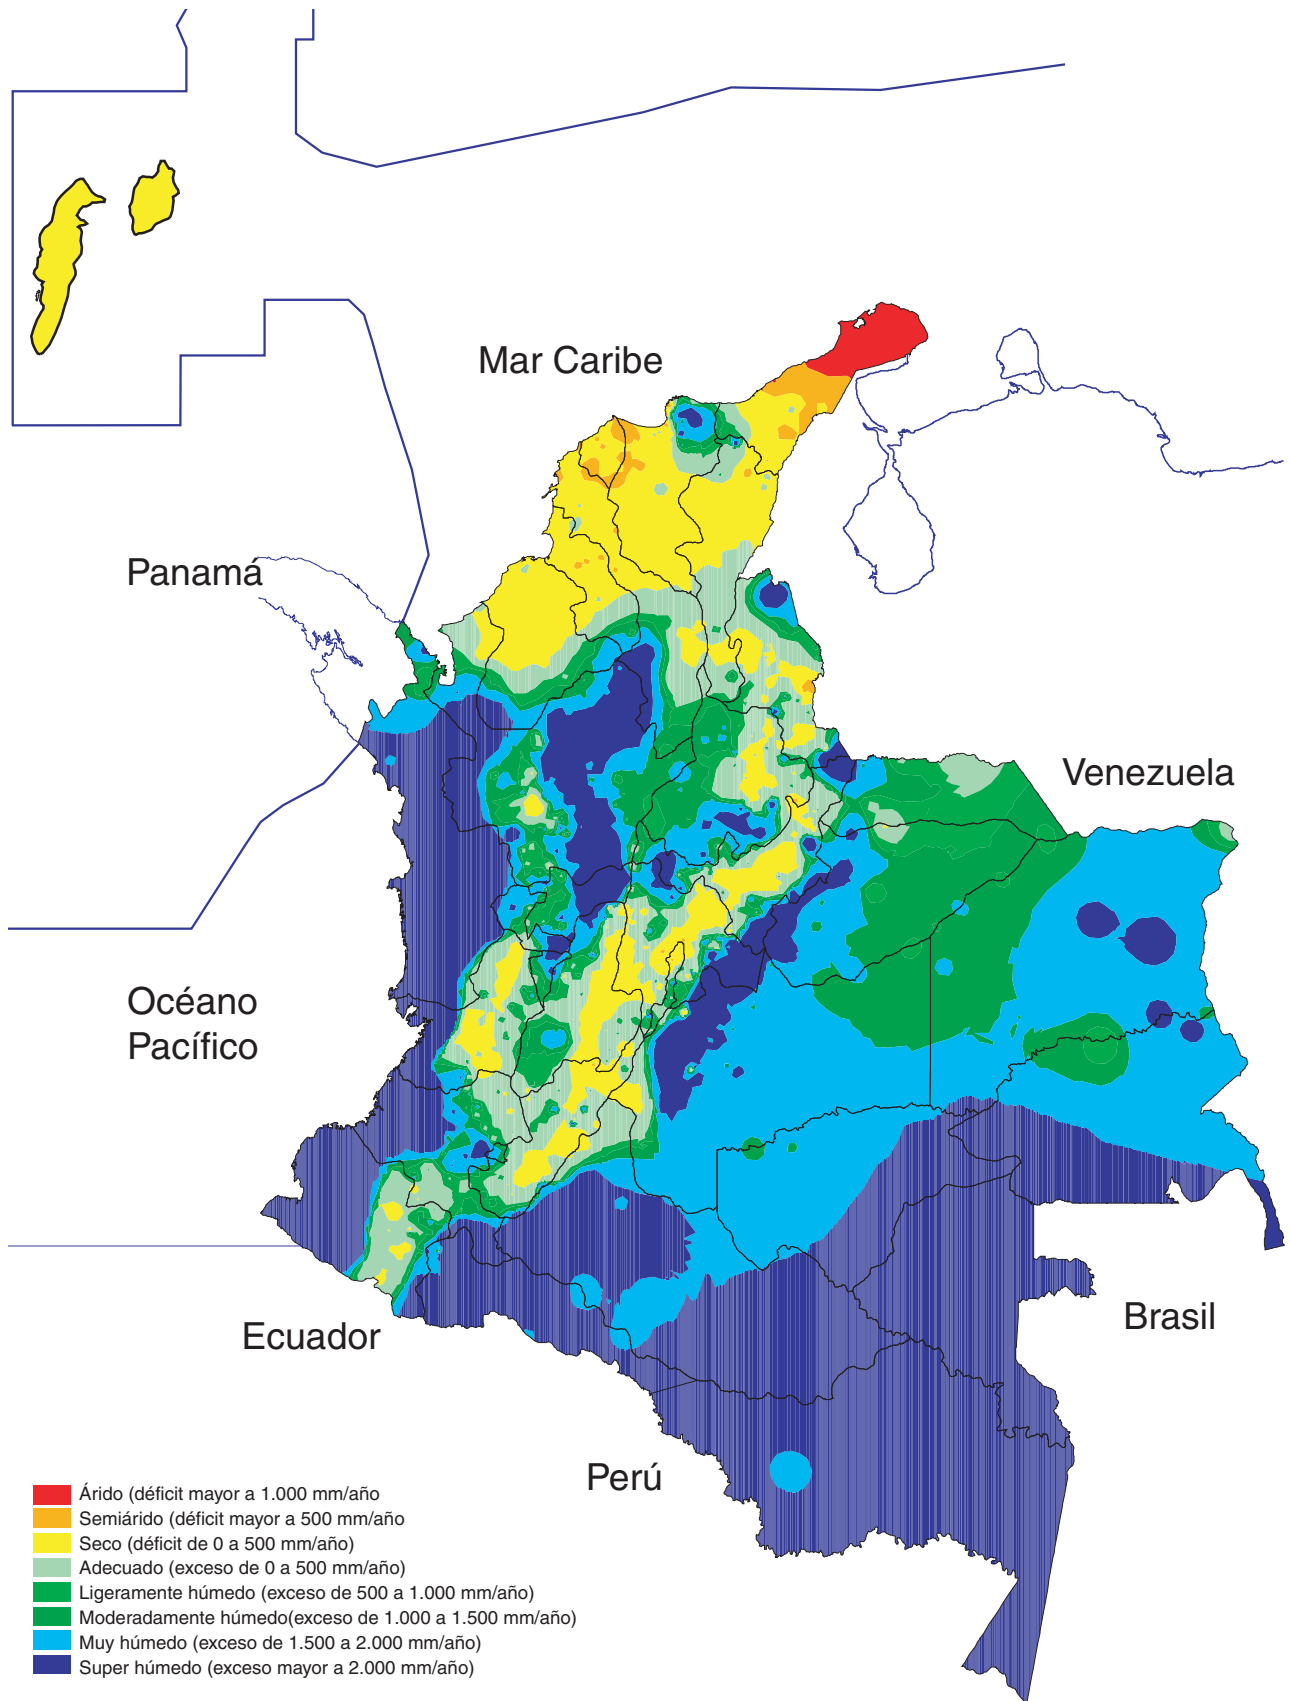 Mar Caribe
Panamá
Venezuela
Océano
Pacífico
Ecuador
Brasil
Perú
Árido (déficit mayor a 1.000 mm/año
Semiárido (déficit mayor a 500 mm/año
Seco (déficit de 0 a 500 mm/año)
Adecuado (exceso de 0 a 500 mm/año)
Ligeramente húmedo (exceso de 500 a 1.000 mm/año)
Moderadamente húmedo(exceso de 1.000 a 1.500 mm/año)
Muy húmedo (exceso de 1.500 a 2.000 mm/año)
Super húmedo (exceso mayor a 2.000 mm/año)